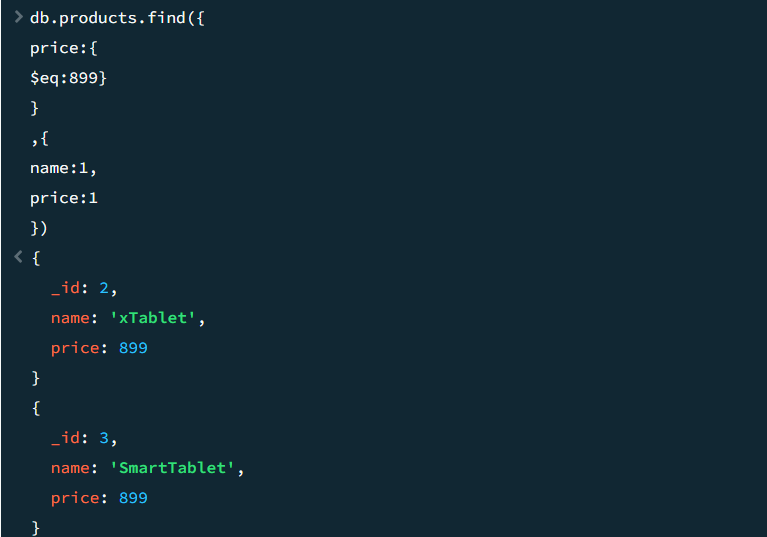 > db.products.find({
price:{
$eq:899}
}
,{
name:1,
price:1
})
< {
_id: 2,
name: 'xTablet',
price: 899
}
{
_id: 3,
name: 'SmartTablet',
price: 899
}